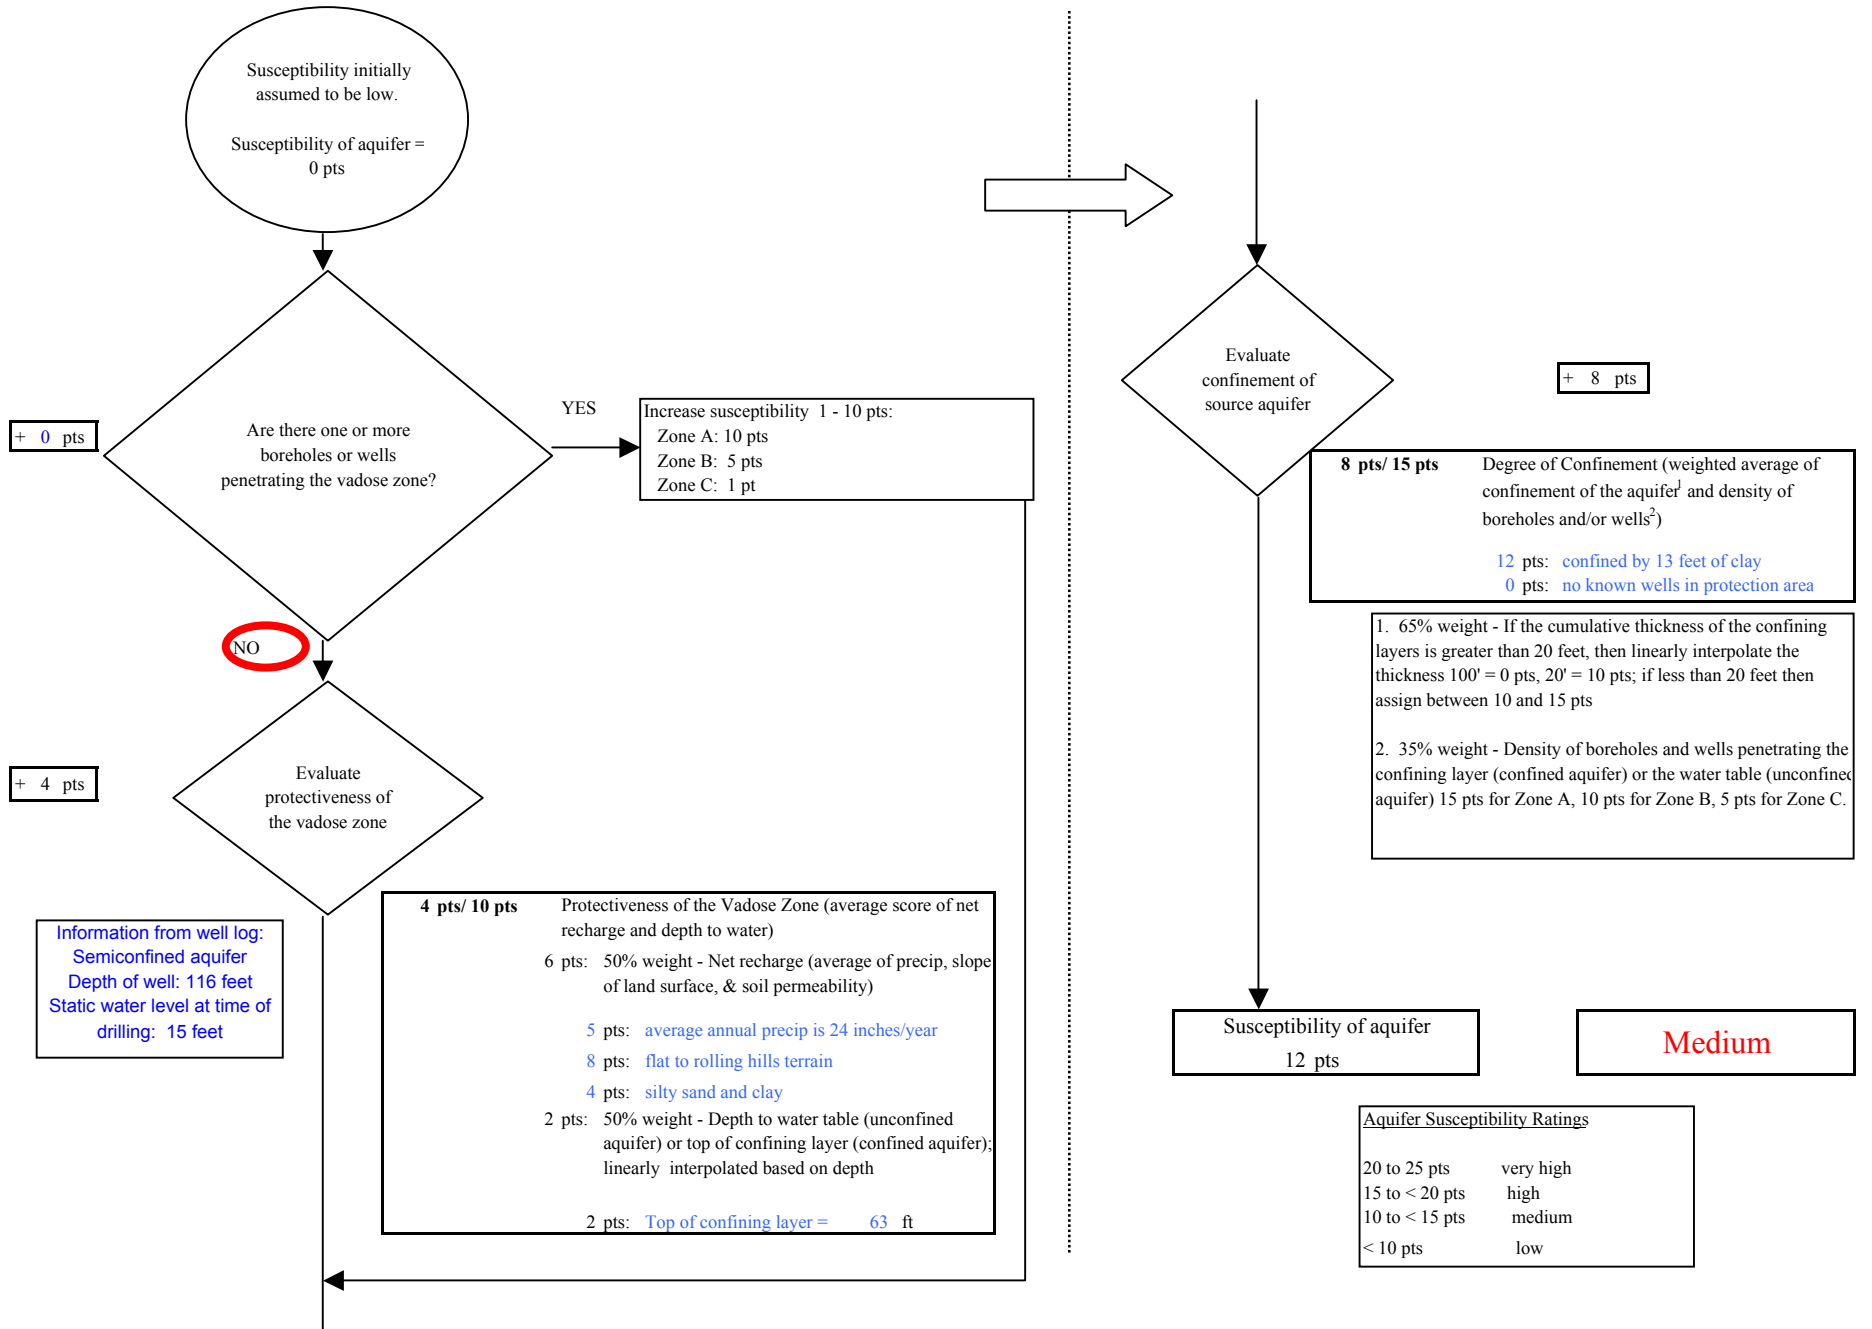 Susceptibility initially
assumed to be low.
Susceptibility of aquifer =
0 pts
+ 0 pts
Are there one or more
boreholes or wells
penetrating the vadose zone?
YES
Increase susceptibility 1 - 10 pts:
Zone A: 10 pts
Zone B: 5 pts
Zone C: 1 pt
NO
+ 4 pts
Evaluate
protectiveness of
the vadose zone
Information from well log:
Semiconfined aquifer
Depth of well: 116 feet
Static water level at time of
drilling: 15 feet
4 pts/ 10 pts Protectiveness of the Vadose Zone (average score of net
recharge and depth to water)
6 pts: 50% weight - Net recharge (average of precip, slope
of land surface, & soil permeability)
5 pts: average annual precip is 24 inches/year
8 pts: flat to rolling hills terrain
4 pts: silty sand and clay
2 pts: 50% weight - Depth to water table (unconfined
aquifer) or top of confining layer (confined aquifer);
linearly interpolated based on depth
2 pts: Top of confining layer = 63 ft
Evaluate
confinement of
source aquifer
+ 8 pts
8 pts/ 15 pts Degree of Confinement (weighted average of
confinement of the aquifer1 and density of
boreholes and/or wells2)
12 pts: confined by 13 feet of clay
0 pts: no known wells in protection area
1. 65% weight - If the cumulative thickness of the confining
layers is greater than 20 feet, then linearly interpolate the
thickness 100' = 0 pts, 20' = 10 pts; if less than 20 feet then
assign between 10 and 15 pts
2. 35% weight - Density of boreholes and wells penetrating the
confining layer (confined aquifer) or the water table (unconfined
aquifer) 15 pts for Zone A, 10 pts for Zone B, 5 pts for Zone C.
Susceptibility of aquifer
12 pts
Medium
Aquifer Susceptibility Ratings
20 to 25 pts very high
15 to < 20 pts high
10 to < 15 pts medium
< 10 pts low